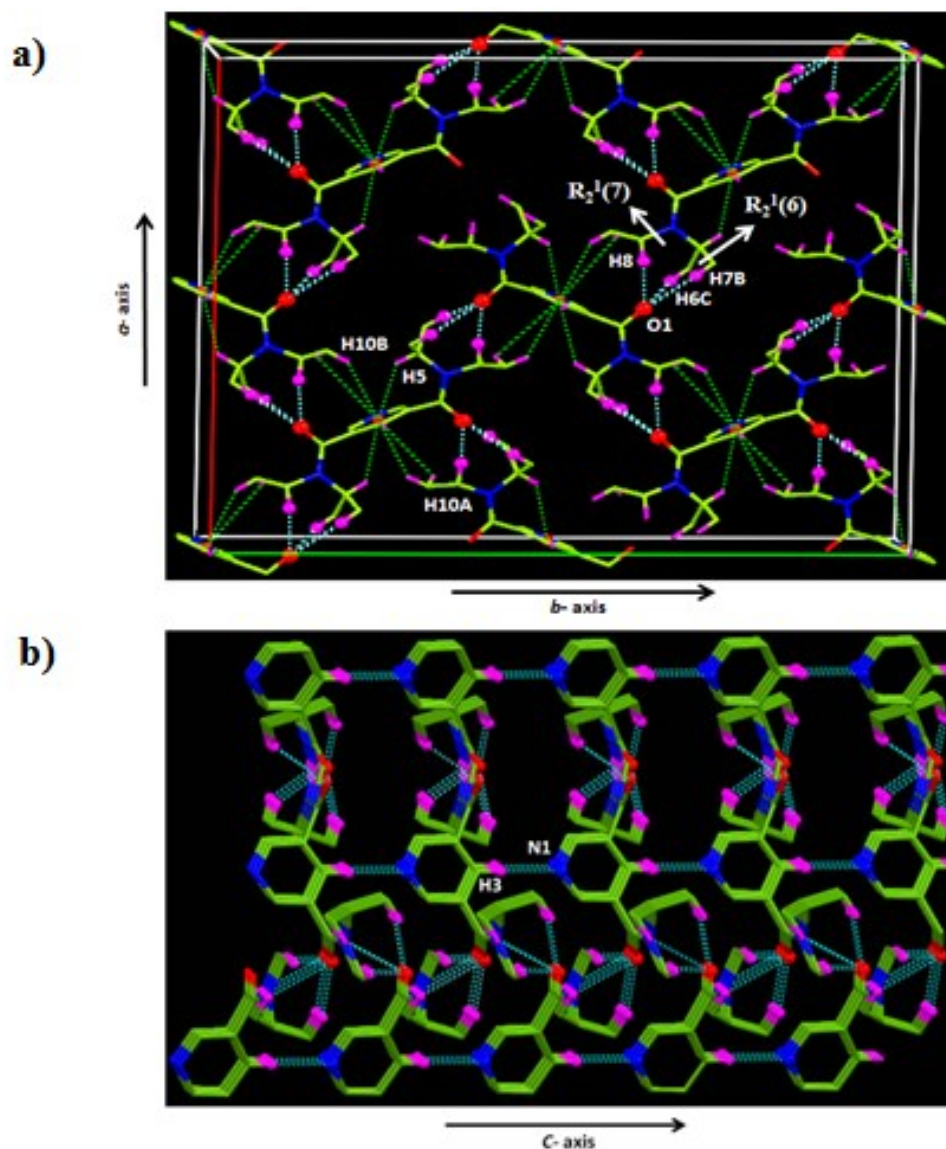 a)
R₂¹(7)
R₂¹(6)
H8
H7B
H6C
O1
H10B
H5
H10A
a- axis
b- axis
b)
N1
H3
C- axis